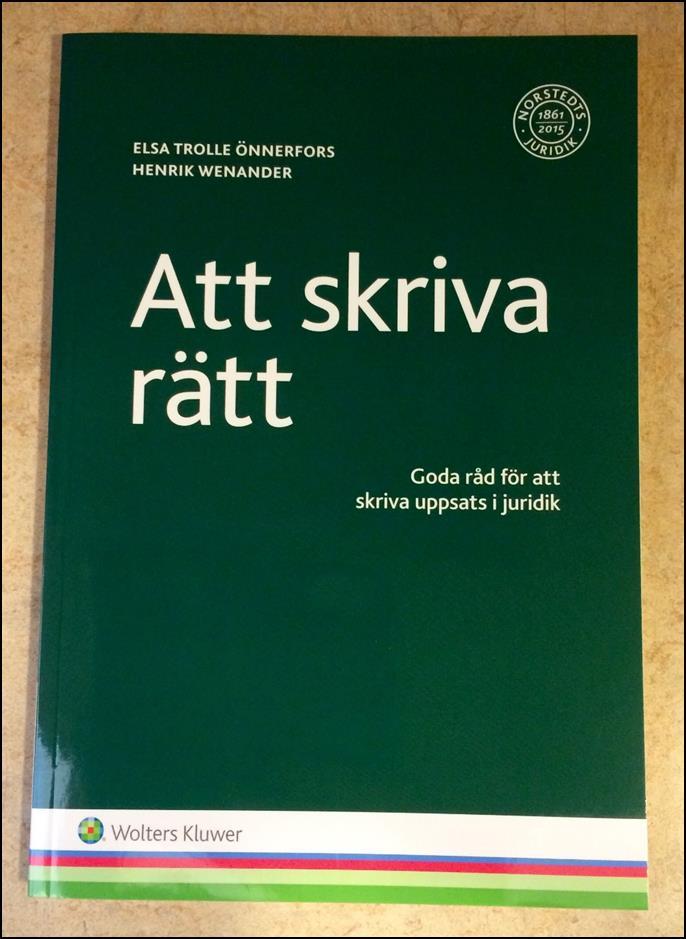 NORSTEDTS
1861
2015
JURIDIK
ELSA TROLLE ÖNNERFORS
HENRIK WENANDER
Att skriva
rätt
Goda råd för att
skriva uppsats i juridik
Wolters Kluwer